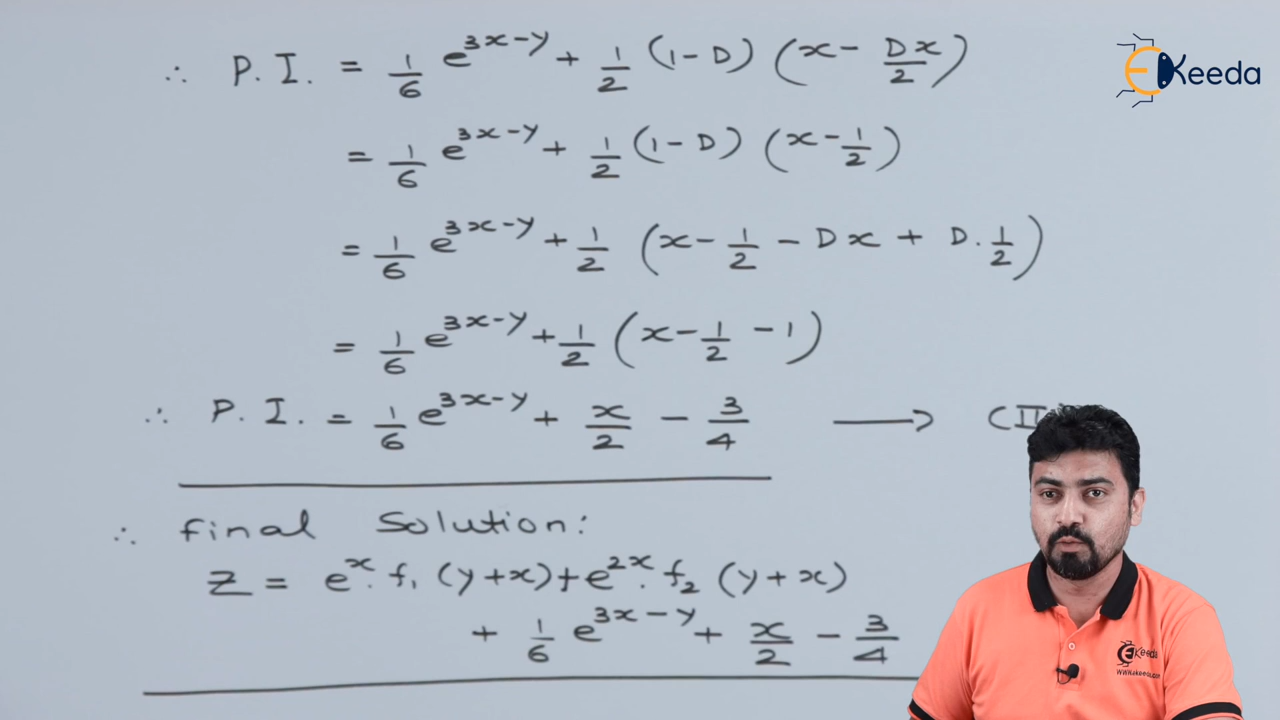 EKeeda
∴ P.I. = 1/6 e^(3x-y) + 1/2 (1-D) (x - Dx/2)
= 1/6 e^(3x-y) + 1/2 (1-D) (x - 1/2)
= 1/6 e^(3x-y) + 1/2 (x - 1/2 - Dx + D. 1/2)
= 1/6 e^(3x-y) + 1/2 (x - 1/2 - 1)
∴ P.I. = 1/6 e^(3x-y) + x/2 - 3/4 ⟶
∴ final Solution:
Z = e^x. f₁ (y+x) + e^(2x). f₂ (y+x)
+ 1/6 e^(3x-y) + x/2 - 3/4
EKeeda